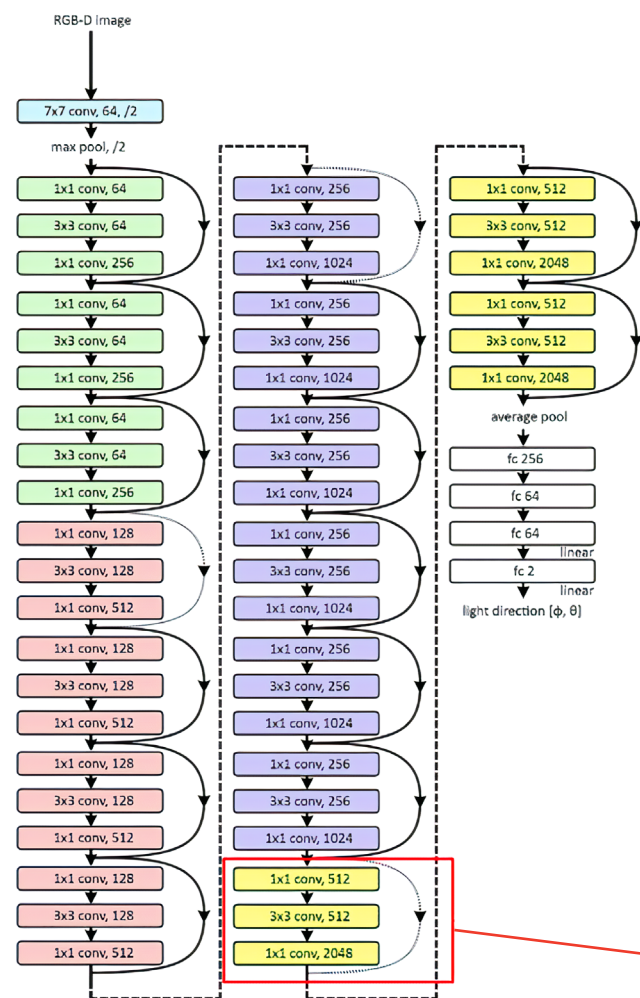 RGB-D image
7x7 conv, 64, /2
max pool, /2
1x1 conv, 64
3x3 conv, 64
1x1 conv, 256
1x1 conv, 64
3x3 conv, 64
1x1 conv, 256
1x1 conv, 64
3x3 conv, 64
1x1 conv, 256
1x1 conv, 128
3x3 conv, 128
1x1 conv, 512
1x1 conv, 128
3x3 conv, 128
1x1 conv, 512
1x1 conv, 128
3x3 conv, 128
1x1 conv, 512
1x1 conv, 128
3x3 conv, 128
1x1 conv, 512
1x1 conv, 256
3x3 conv, 256
1x1 conv, 1024
1x1 conv, 256
3x3 conv, 256
1x1 conv, 1024
1x1 conv, 256
3x3 conv, 256
1x1 conv, 1024
1x1 conv, 256
3x3 conv, 256
1x1 conv, 1024
1x1 conv, 256
3x3 conv, 256
1x1 conv, 1024
1x1 conv, 256
3x3 conv, 256
1x1 conv, 1024
1x1 conv, 512
3x3 conv, 512
1x1 conv, 2048
1x1 conv, 512
3x3 conv, 512
1x1 conv, 2048
1x1 conv, 512
3x3 conv, 512
1x1 conv, 2048
average pool
fc 256
fc 64
fc 64
linear
fc 2
linear
light direction [ϕ, θ]